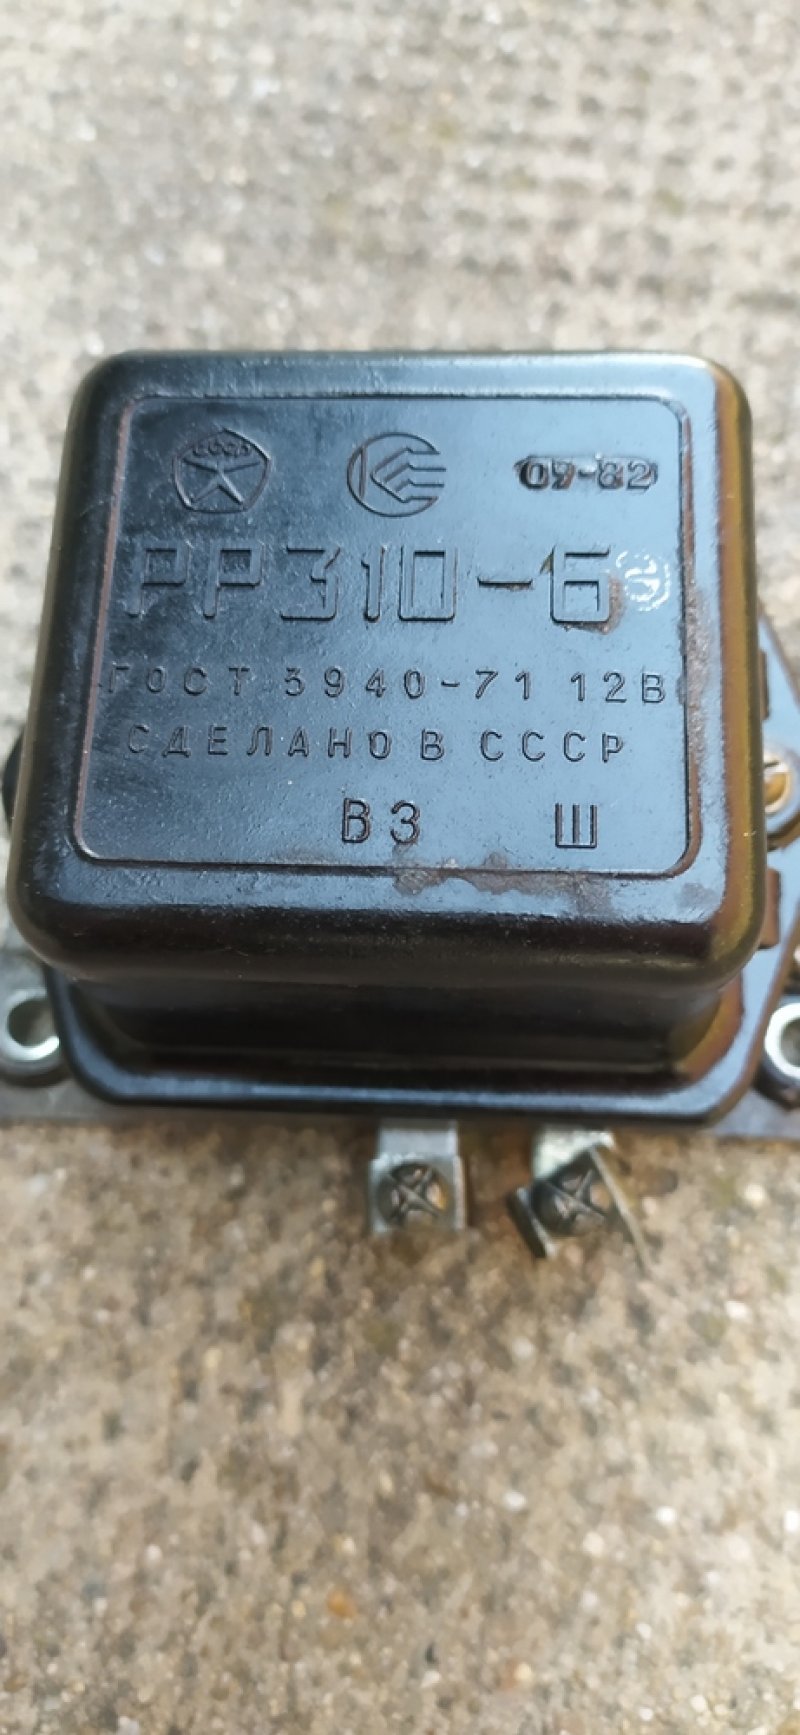 СССР
09-82
РР310-Б
ГОСТ 3940-71 12В
СДЕЛАНО В СССР
ВЗ Ш